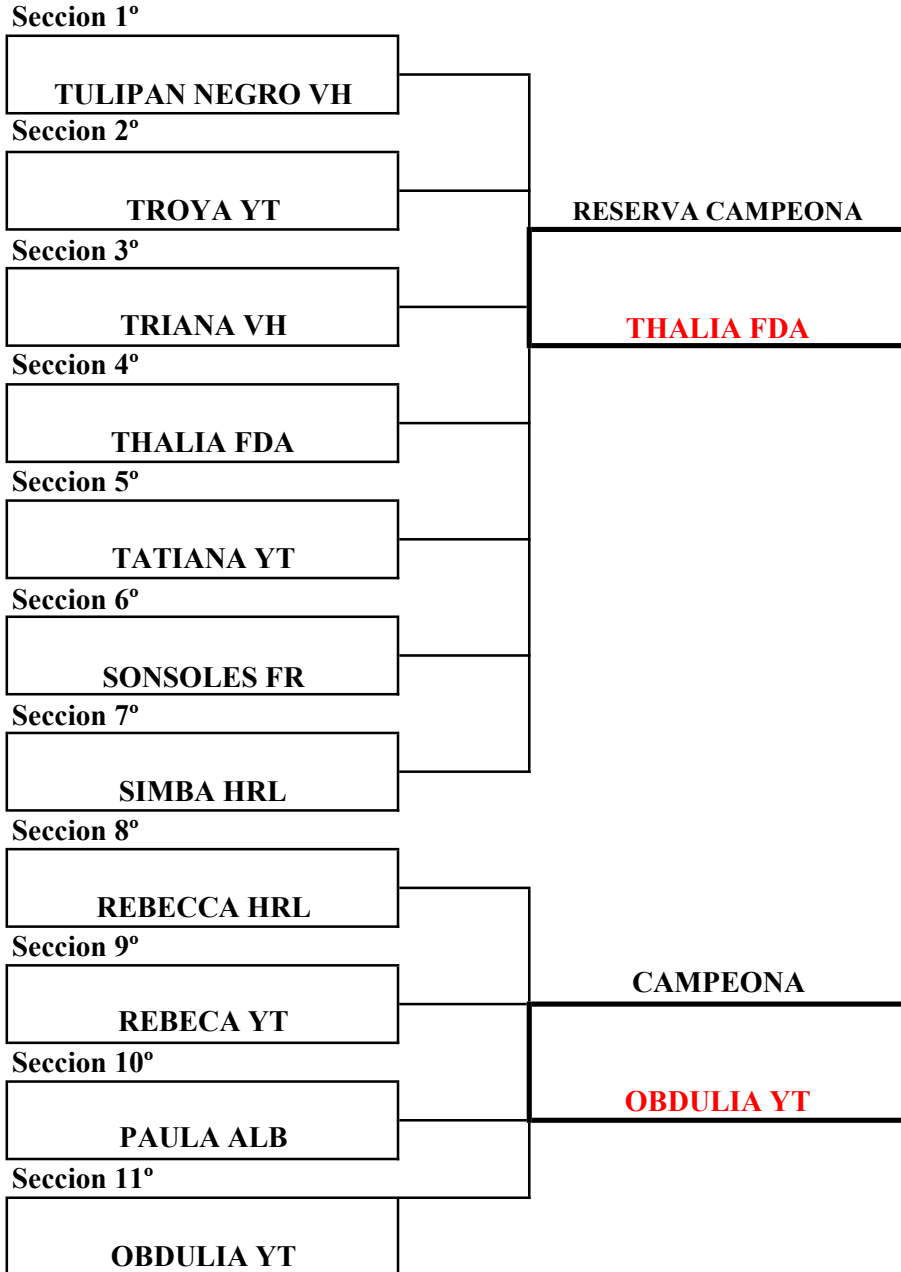 Seccion 1º
TULIPAN NEGRO VH
Seccion 2º
TROYA YT
RESERVA CAMPEONA
Seccion 3º
TRIANA VH
THALIA FDA
Seccion 4º
THALIA FDA
Seccion 5º
TATIANA YT
Seccion 6º
SONSOLES FR
Seccion 7º
SIMBA HRL
Seccion 8º
REBECCA HRL
Seccion 9º
CAMPEONA
REBECA YT
Seccion 10º
OBDULIA YT
PAULA ALB
Seccion 11º
OBDULIA YT